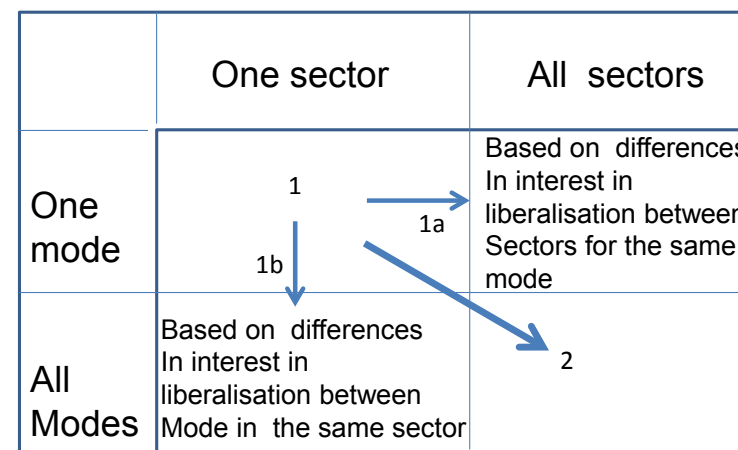 One sector
All sectors
One
mode
1
1a
1b
Based on differences
In interest in
liberalisation between
Sectors for the same
mode
All
Modes
Based on differences
In interest in
liberalisation between
Mode in the same sector
2